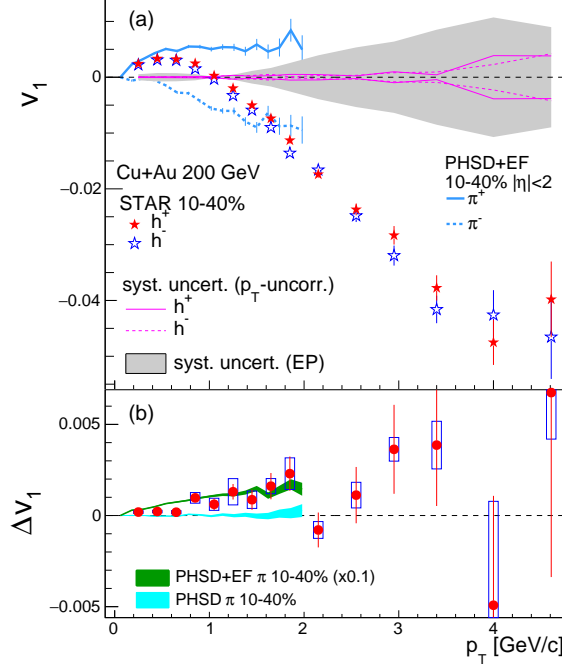 (a)
0
−0.02
−0.04
v₁
Cu+Au 200 GeV
STAR 10-40%
h⁺
h⁻
PHSD+EF
10-40% |η|<2
π⁺
π⁻
syst. uncert. (p_T-uncorr.)
h⁺
h⁻
syst. uncert. (EP)
(b)
0.005
0
−0.005
Δv₁
PHSD+EF π 10-40% (x0.1)
PHSD π 10-40%
0 1 2 3 4
p_T [GeV/c]